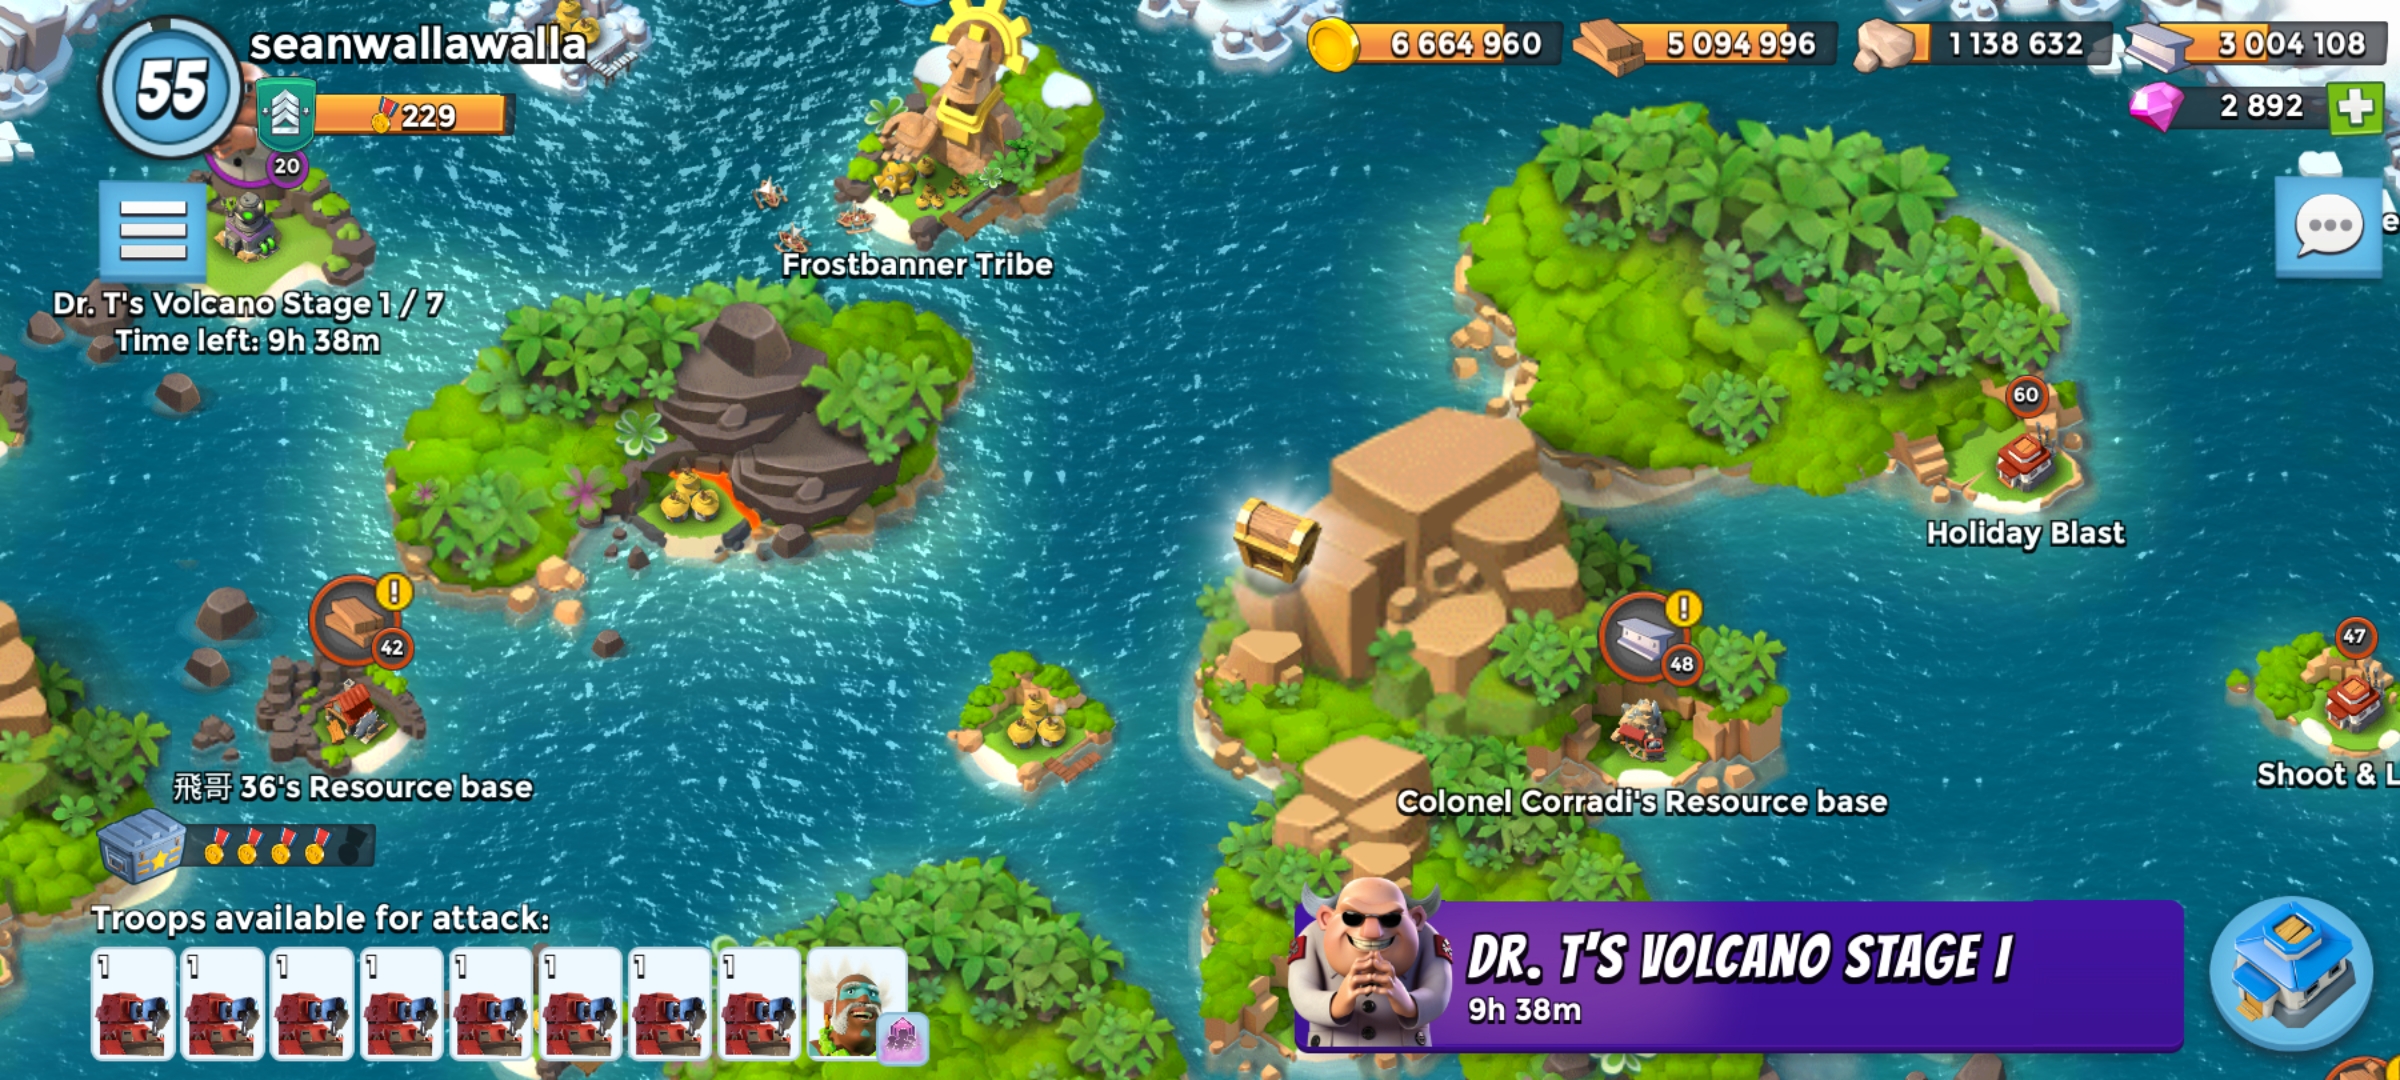 55
seanwallawalla
229
20
6 664 960
5 094 996
1 138 632
3 004 108
2 892
Dr. T's Volcano Stage 1 / 7
Time left: 9h 38m
Frostbanner Tribe
60
Holiday Blast
42
飛哥 36's Resource base
48
Colonel Corradi's Resource base
47
Shoot & L
Troops available for attack:
1 1 1 1 1 1 1 1
DR. T'S VOLCANO STAGE 1
9h 38m